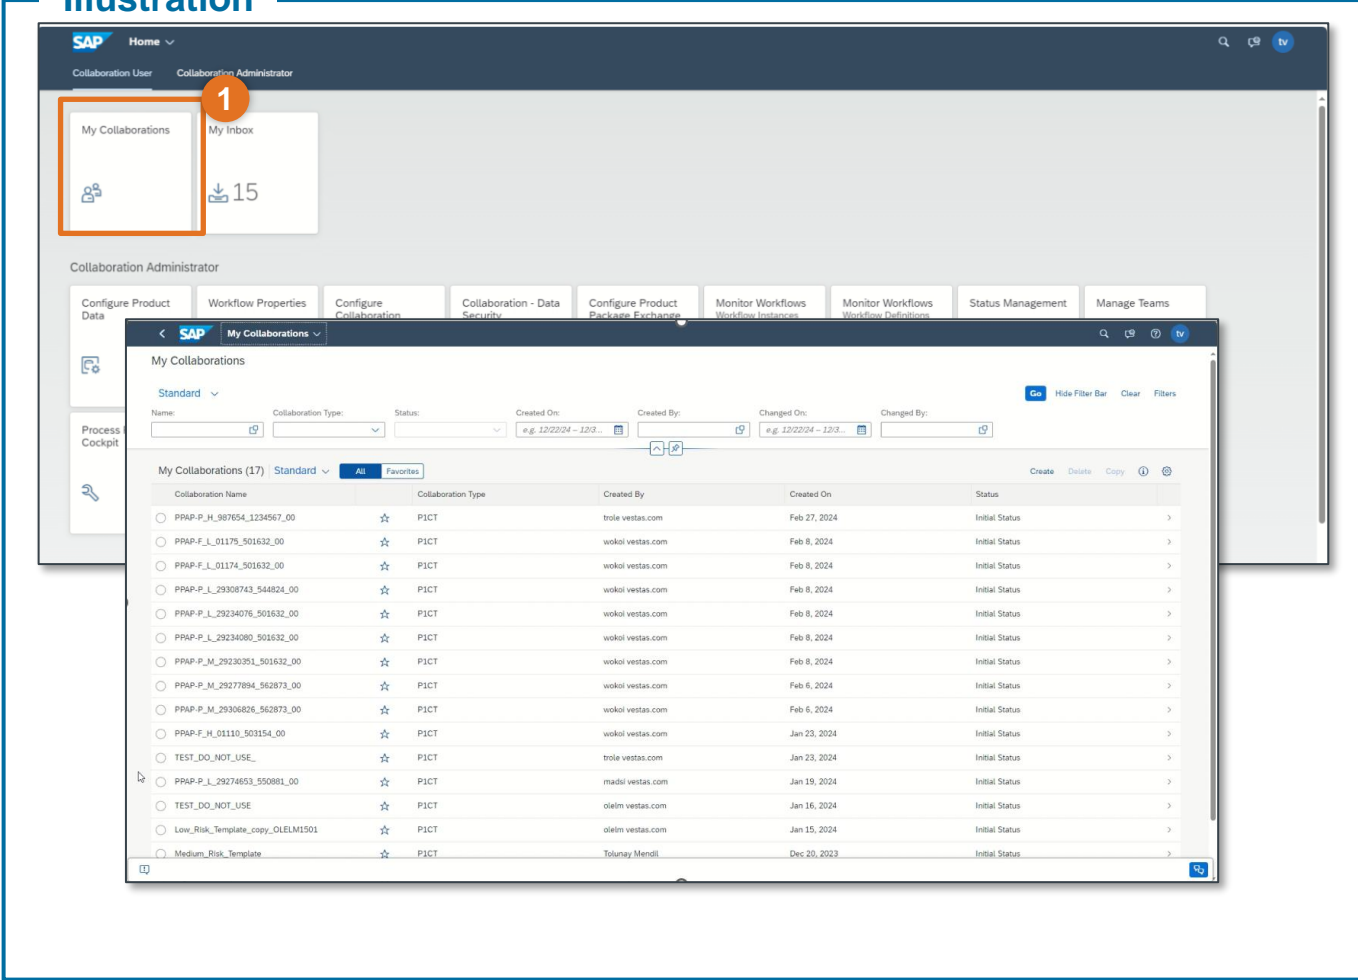 Illustration
SAP Home
Collaboration User Collaboration Administrator
1
My Collaborations My Inbox
15
Collaboration Administrator
Configure Product Data Workflow Properties Configure Collaboration Collaboration - Data Security Configure Product Package Exchange Monitor Workflows Workflow Instances Monitor Workflows Workflow Definitions Status Management Manage Teams
Process
Cockpit
SAP My Collaborations tv
My Collaborations
Standard Go Hide Filter Bar Clear Filters
Name: Collaboration Type: Status: Created On: Created By: Changed On: Changed By:
e.g. 12/22/24 – 12/3... e.g. 12/22/24 – 12/3...
My Collaborations (17) Standard All Favorites Create Delete Copy
Collaboration Name Collaboration Type Created By Created On Status
PPAP-P_H_987654_1234567_00 P1CT trole vestas.com Feb 27, 2024 Initial Status
PPAP-F_L_01175_501632_00 P1CT wokoi vestas.com Feb 8, 2024 Initial Status
PPAP-F_L_01174_501632_00 P1CT wokoi vestas.com Feb 8, 2024 Initial Status
PPAP-P_L_29308743_544824_00 P1CT wokoi vestas.com Feb 8, 2024 Initial Status
PPAP-P_L_29234076_501632_00 P1CT wokoi vestas.com Feb 8, 2024 Initial Status
PPAP-P_L_29234080_501632_00 P1CT wokoi vestas.com Feb 8, 2024 Initial Status
PPAP-P_M_29230351_501632_00 P1CT wokoi vestas.com Feb 8, 2024 Initial Status
PPAP-P_M_29277894_562873_00 P1CT wokoi vestas.com Feb 6, 2024 Initial Status
PPAP-P_M_29306826_562873_00 P1CT wokoi vestas.com Feb 6, 2024 Initial Status
PPAP-F_H_01110_503154_00 P1CT wokoi vestas.com Jan 23, 2024 Initial Status
TEST_DO_NOT_USE_ P1CT trole vestas.com Jan 23, 2024 Initial Status
PPAP-P_L_29274653_550881_00 P1CT madsi vestas.com Jan 19, 2024 Initial Status
TEST_DO_NOT_USE P1CT olelm vestas.com Jan 16, 2024 Initial Status
Low_Risk_Template_copy_OLELM1501 P1CT olelm vestas.com Jan 15, 2024 Initial Status
Medium_Risk_Template P1CT Tolunay Mendil Dec 20, 2023 Initial Status